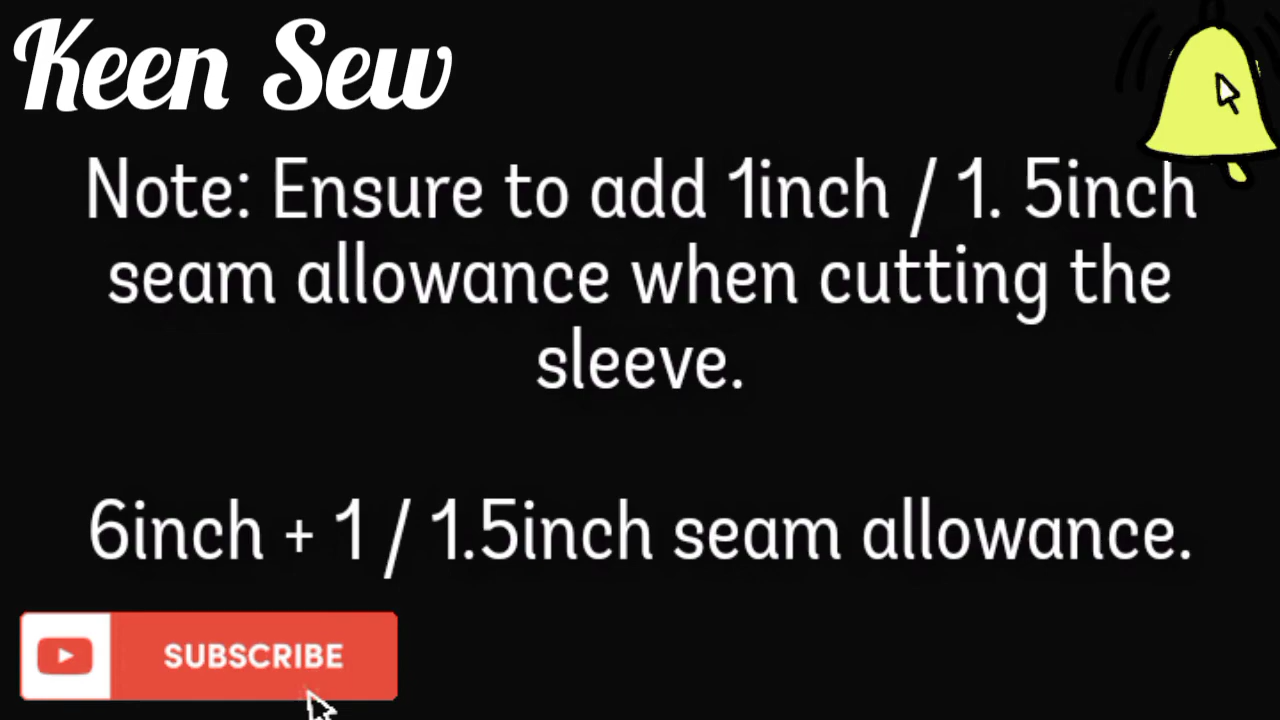 Keen Sew
Note: Ensure to add 1inch / 1. 5inch
seam allowance when cutting the
sleeve.
6inch + 1 / 1.5inch seam allowance.
SUBSCRIBE